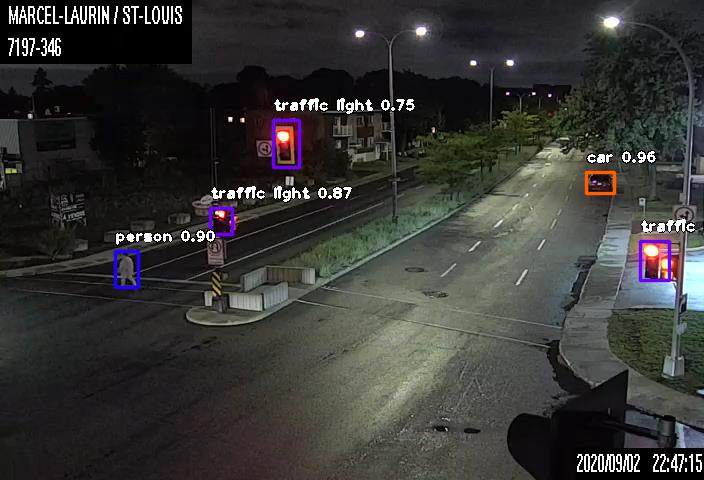 MARCEL-LAURIN / ST-LOUIS
7197-346
traffic light 0.75
car 0.96
traffic light 0.87
traffic
person 0.90
À VENDRE
2020/09/02 22:47:15